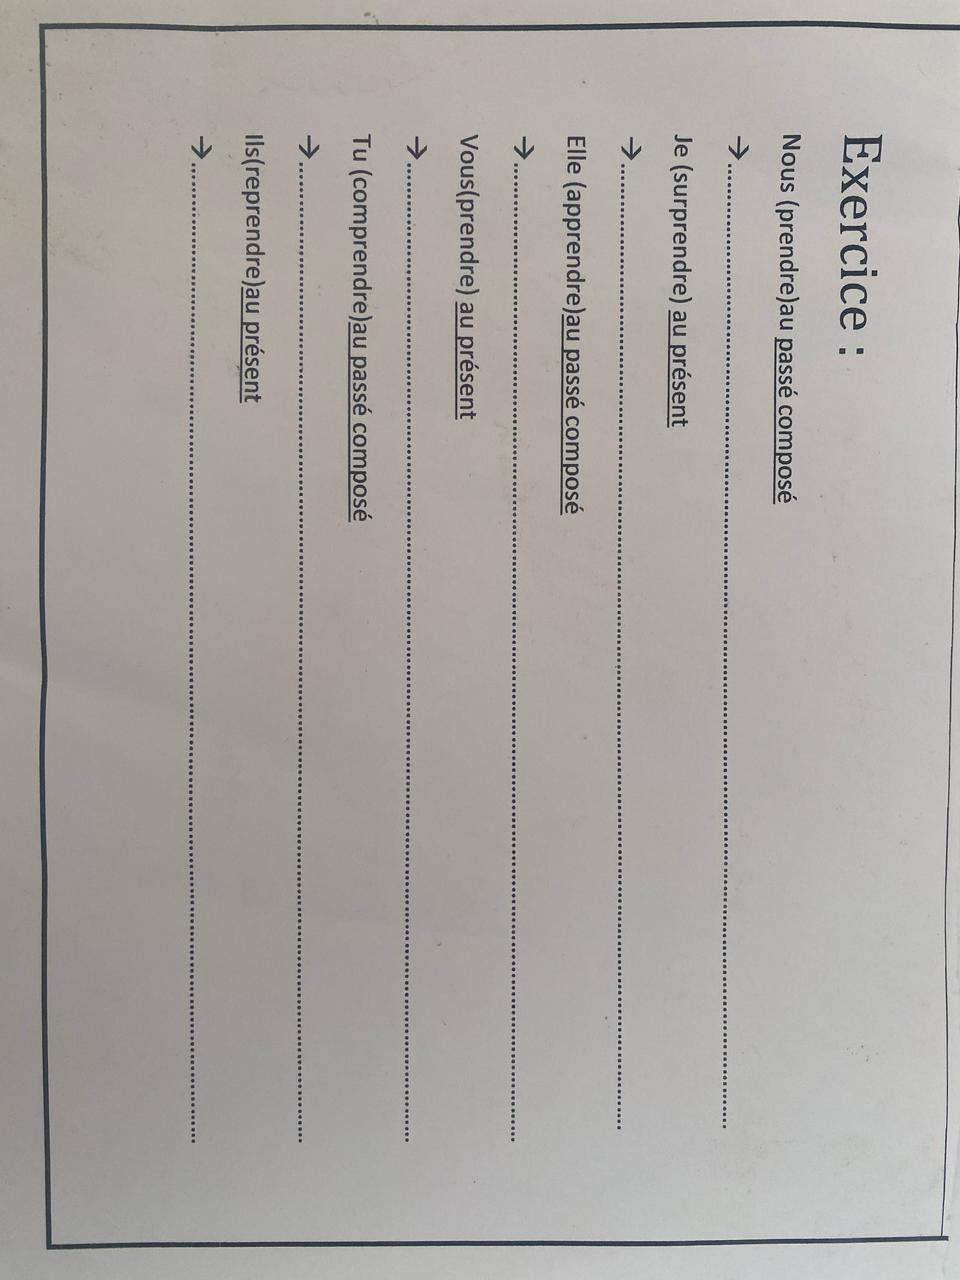 Exercice :
Nous (prendre)au passé composé
→........................................................................................................................
Je (surprendre) au présent
→........................................................................................................................
Elle (apprendre)au passé composé
→........................................................................................................................
Vous(prendre) au présent
→........................................................................................................................
Tu (comprendre)au passé composé
→........................................................................................................................
Ils(reprendre)au présent
→........................................................................................................................